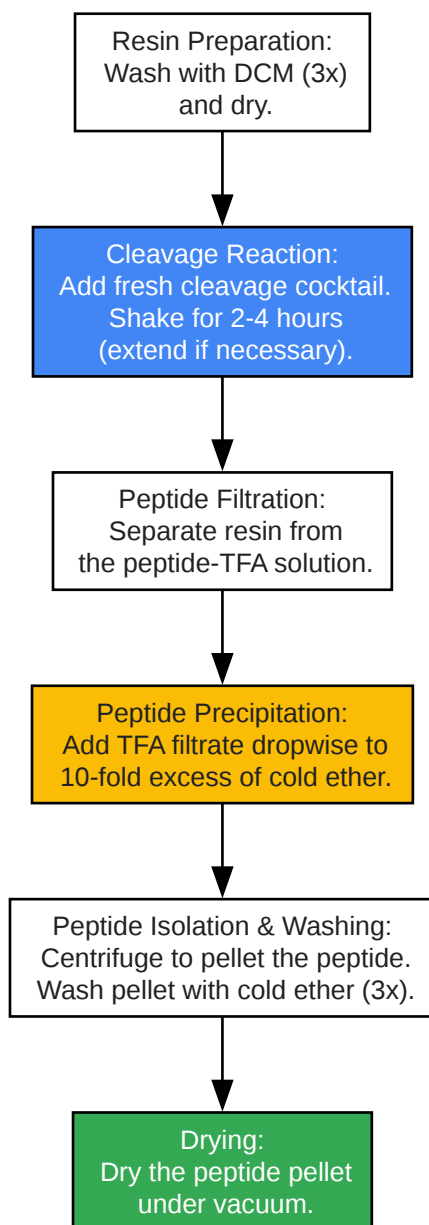 Resin Preparation:
Wash with DCM (3x)
and dry.
Cleavage Reaction:
Add fresh cleavage cocktail.
Shake for 2-4 hours
(extend if necessary).
Peptide Filtration:
Separate resin from
the peptide-TFA solution.
Peptide Precipitation:
Add TFA filtrate dropwise to
10-fold excess of cold ether.
Peptide Isolation & Washing:
Centrifuge to pellet the peptide.
Wash pellet with cold ether (3x).
Drying:
Dry the peptide pellet
under vacuum.